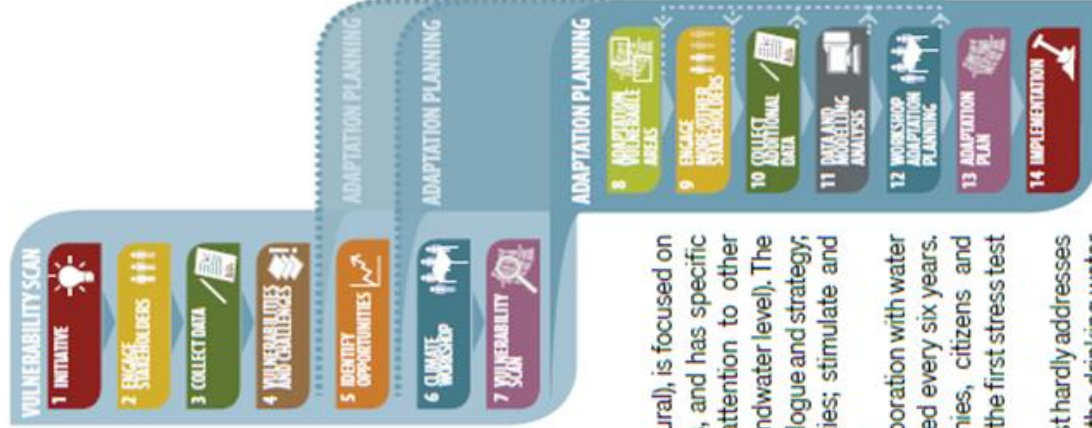 VULNERABILITY SCAN
1 INITIATIVE
2 ENGAGE
STAKEHOLDERS
3 COLLECT DATA
4 VULNERABILITIES
AND CHALLENGES
5 IDENTIFY
OPPORTUNITIES
6 CLIMATE
WORKSHOP
7 VULNERABILITY
SCAN
ADAPTATION PLANNING
ADAPTATION PLANNING
ADAPTATION PLANNING
8 ADAPTATION
VULNERABLE
AREAS
9 ENGAGE
MORE/OTHER
STAKEHOLDERS
10 COLLECT
ADDITIONAL
DATA
11 DATA AND
MODELLING
ANALYSIS
12 WORKSHOP
ADAPTATION
PLANNING
13 ADAPTATION
PLAN
14 IMPLEMENTATION
ural), is focused on
, and has specific
attention to other
ndwater level). The
logue and strategy;
ies; stimulate and
poration with water
ed every six years.
nies, citizens and
the first stress test
st hardly addresses